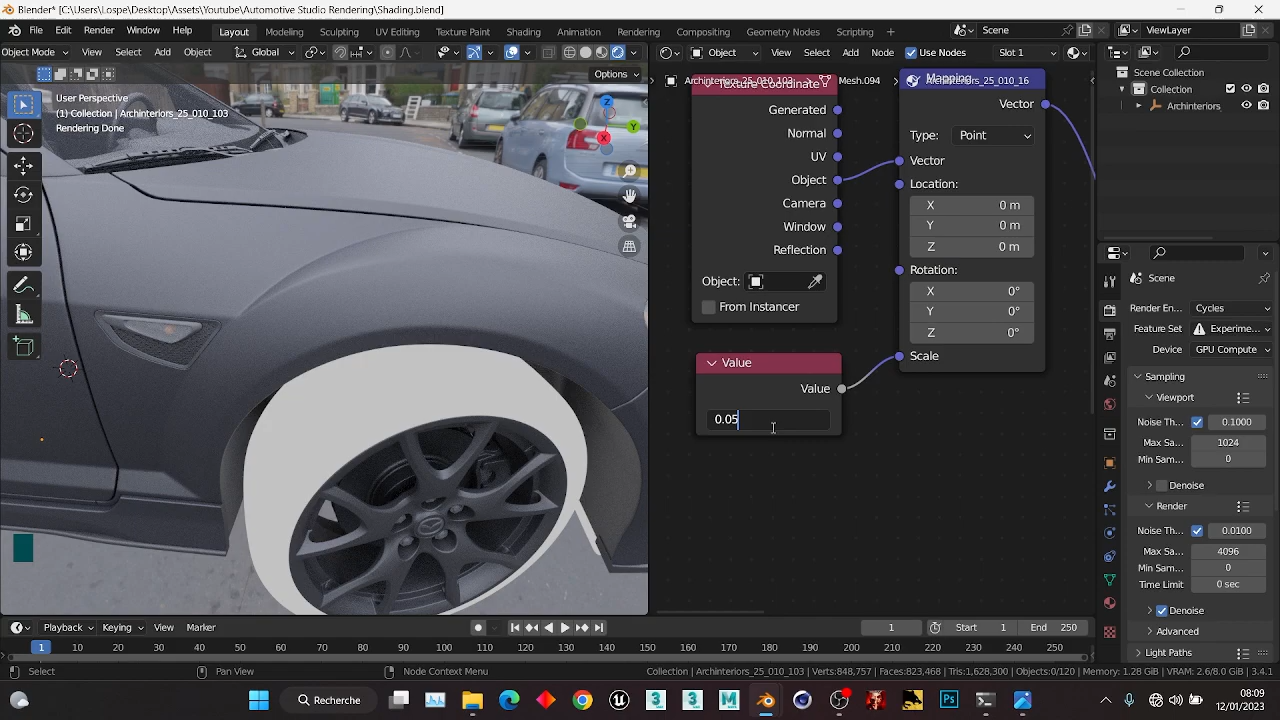 Blender* [C:\Users\Lospe\Desktop\Assets\Youtube\Automotive Studio Rendering\Shading.blend]
File Edit Render Window Help Layout Modeling Sculpting UV Editing Texture Paint Shading Animation Rendering Compositing Geometry Nodes Scripting + Scene ViewLayer
Object Mode View Select Add Object Global Object View Select Add Node Use Nodes Slot 1
Options
User Perspective
(1) Collection | Archinteriors_25_010_103
Rendering Done
Z
Y
X
Archinteriors_25_010_103
Mesh.094
Texture Coordinate
Generated
Normal
UV
Object
Camera
Window
Reflection
Object:
From Instancer
Value
Value
0.05
Mapping
Vector
Type: Point
Vector
Location:
X 0 m
Y 0 m
Z 0 m
Rotation:
X 0°
Y 0°
Z 0°
Scale
Scene Collection
Collection
Archinteriors
Scene
Render En... Cycles
Feature Set Experime...
Device GPU Compute
Sampling
Viewport
Noise Th... 0.1000
Max Sa... 1024
Min Sam... 0
Denoise
Render
Noise Th... 0.0100
Max Sa... 4096
Min Sam... 0
Time Limit 0 sec
Denoise
Advanced
Light Paths
Playback Keying View Marker 1 Start 1 End 250
1 10 20 30 40 50 60 70 80 90 100 110 120 130 140 150 160 170 180 190 200 210 220 230 240 250
Select Pan View Node Context Menu Collection | Archinteriors_25_010_103 | Verts:848,757 | Faces:823,468 | Tris:1,628,300 | Objects:0/120 | Memory: 1.28 GiB | VRAM: 2.6/8.0 GiB | 3.4.1
Recherche
08:09
12/01/2023